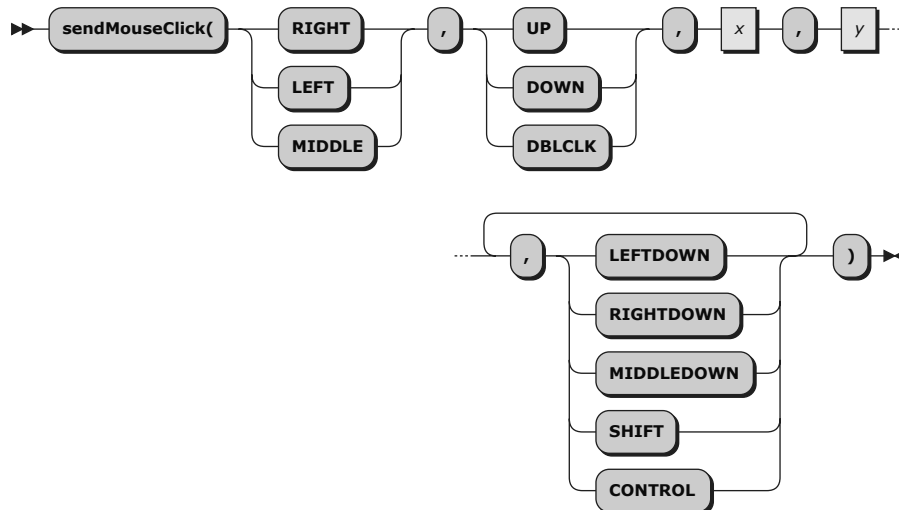 sendMouseClick( RIGHT , UP , x , y
LEFT DOWN
MIDDLE DBLCLK
, LEFTDOWN )
RIGHTDOWN
MIDDLEDOWN
SHIFT
CONTROL